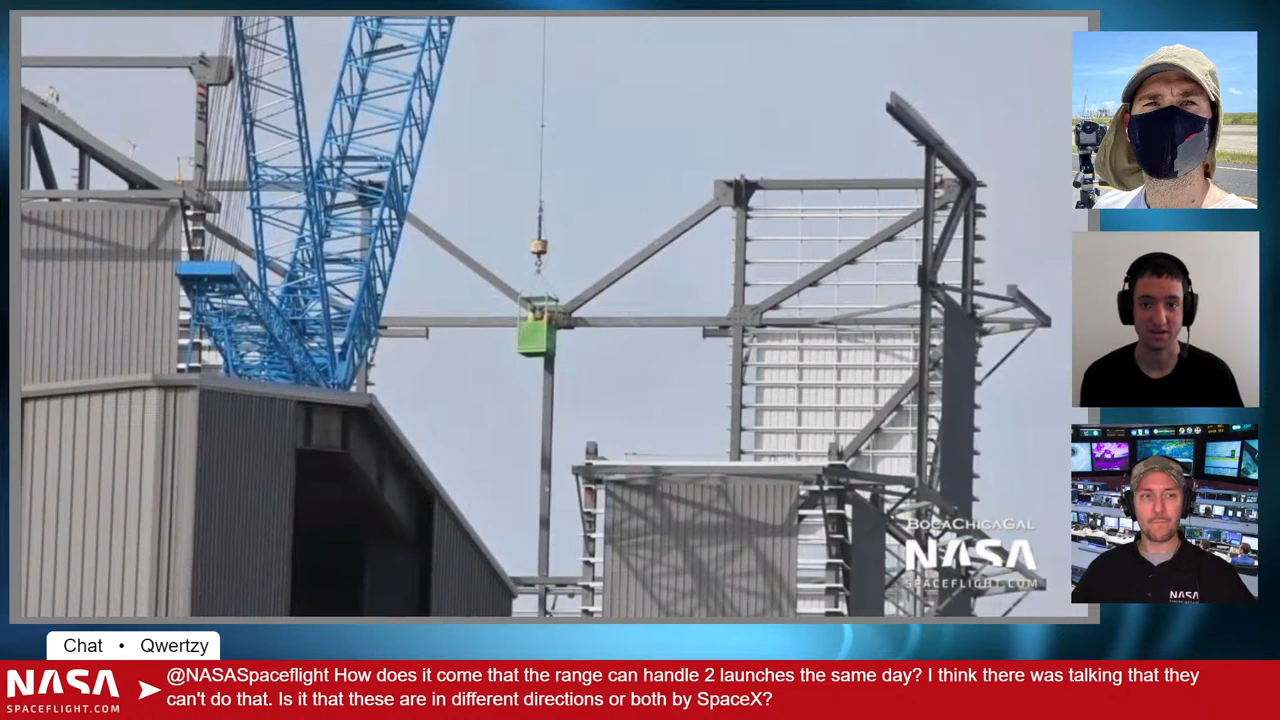 BOCACHICAGAL
NASA
SPACEFLIGHT.COM
NASA
SPACEFLIGHT.COM
Chat • Qwertzy
NASA
SPACEFLIGHT.COM
@NASASpaceflight How does it come that the range can handle 2 launches the same day? I think there was talking that they
can't do that. Is it that these are in different directions or both by SpaceX?